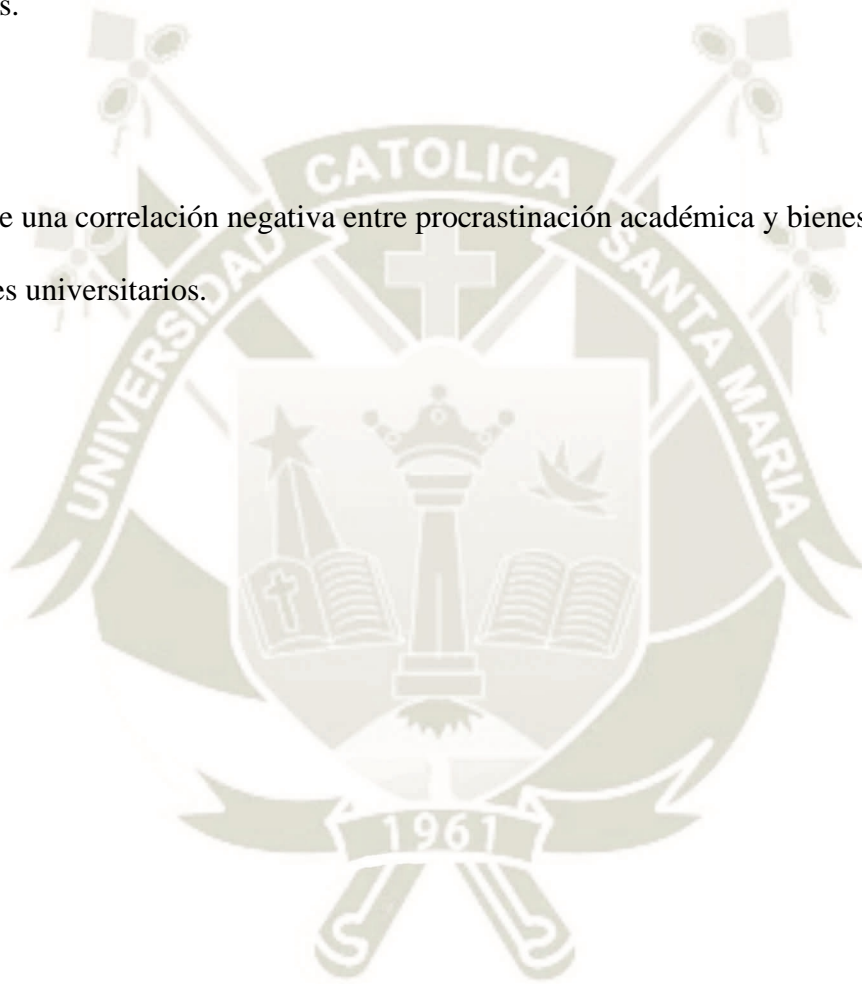 s.
CATOLICA
e una correlación negativa entre procrastinación académica y bienes
UNIVERSIDAD
SANTA MARIA
es universitarios.
1961